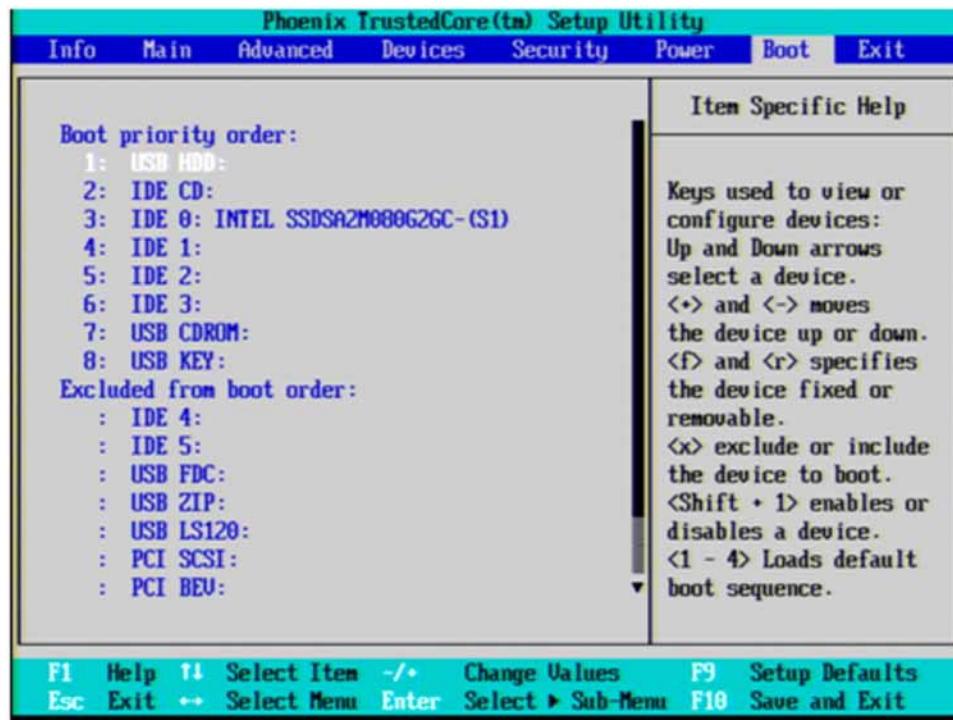 Phoenix TrustedCore(tm) Setup Utility
Info Main Advanced Devices Security Power Boot Exit
Boot priority order:
1: USB HDD:
2: IDE CD:
3: IDE 0: INTEL SSDSA2M080G2GC-(S1)
4: IDE 1:
5: IDE 2:
6: IDE 3:
7: USB CDROM:
8: USB KEY:
Excluded from boot order:
: IDE 4:
: IDE 5:
: USB FDC:
: USB ZIP:
: USB LS120:
: PCI SCSI:
: PCI BEV:
Item Specific Help
Keys used to view or
configure devices:
Up and Down arrows
select a device.
<+> and <-> moves
the device up or down.
<f> and <r> specifies
the device fixed or
removable.
<x> exclude or include
the device to boot.
<Shift + 1> enables or
disables a device.
<1 - 4> Loads default
boot sequence.
F1 Help ↑↓ Select Item -/+ Change Values F9 Setup Defaults
Esc Exit ↔ Select Menu Enter Select ▶ Sub-Menu F10 Save and Exit